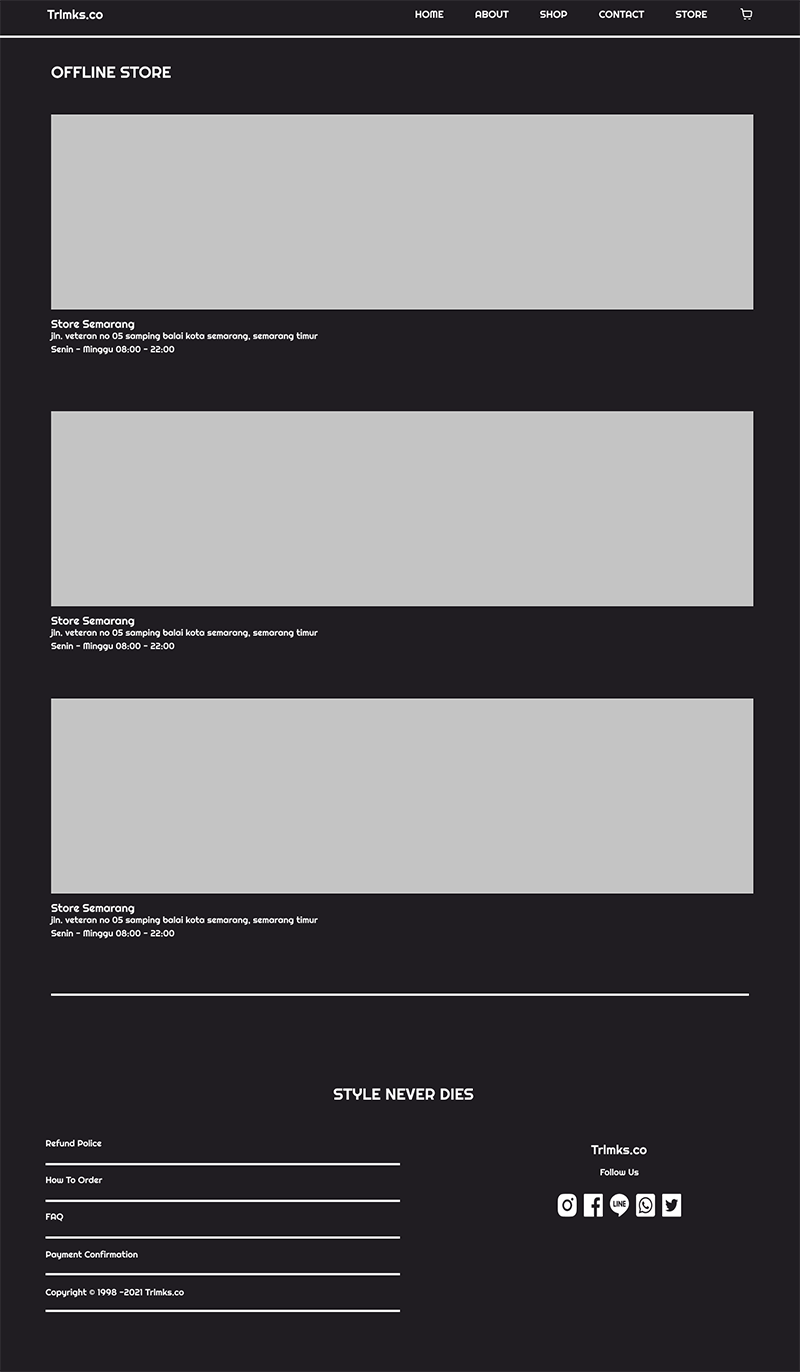 Trlmks.co
HOME ABOUT SHOP CONTACT STORE
OFFLINE STORE
Store Semarang
jln. veteran no 05 samping balai kota semarang, semarang timur
Senin - Minggu 08:00 - 22:00
Store Semarang
jln. veteran no 05 samping balai kota semarang, semarang timur
Senin - Minggu 08:00 - 22:00
Store Semarang
jln. veteran no 05 samping balai kota semarang, semarang timur
Senin - Minggu 08:00 - 22:00
STYLE NEVER DIES
Refund Police
How To Order
FAQ
Payment Confirmation
Copyright © 1998 -2021 Trlmks.co
Trlmks.co
Follow Us
LINE